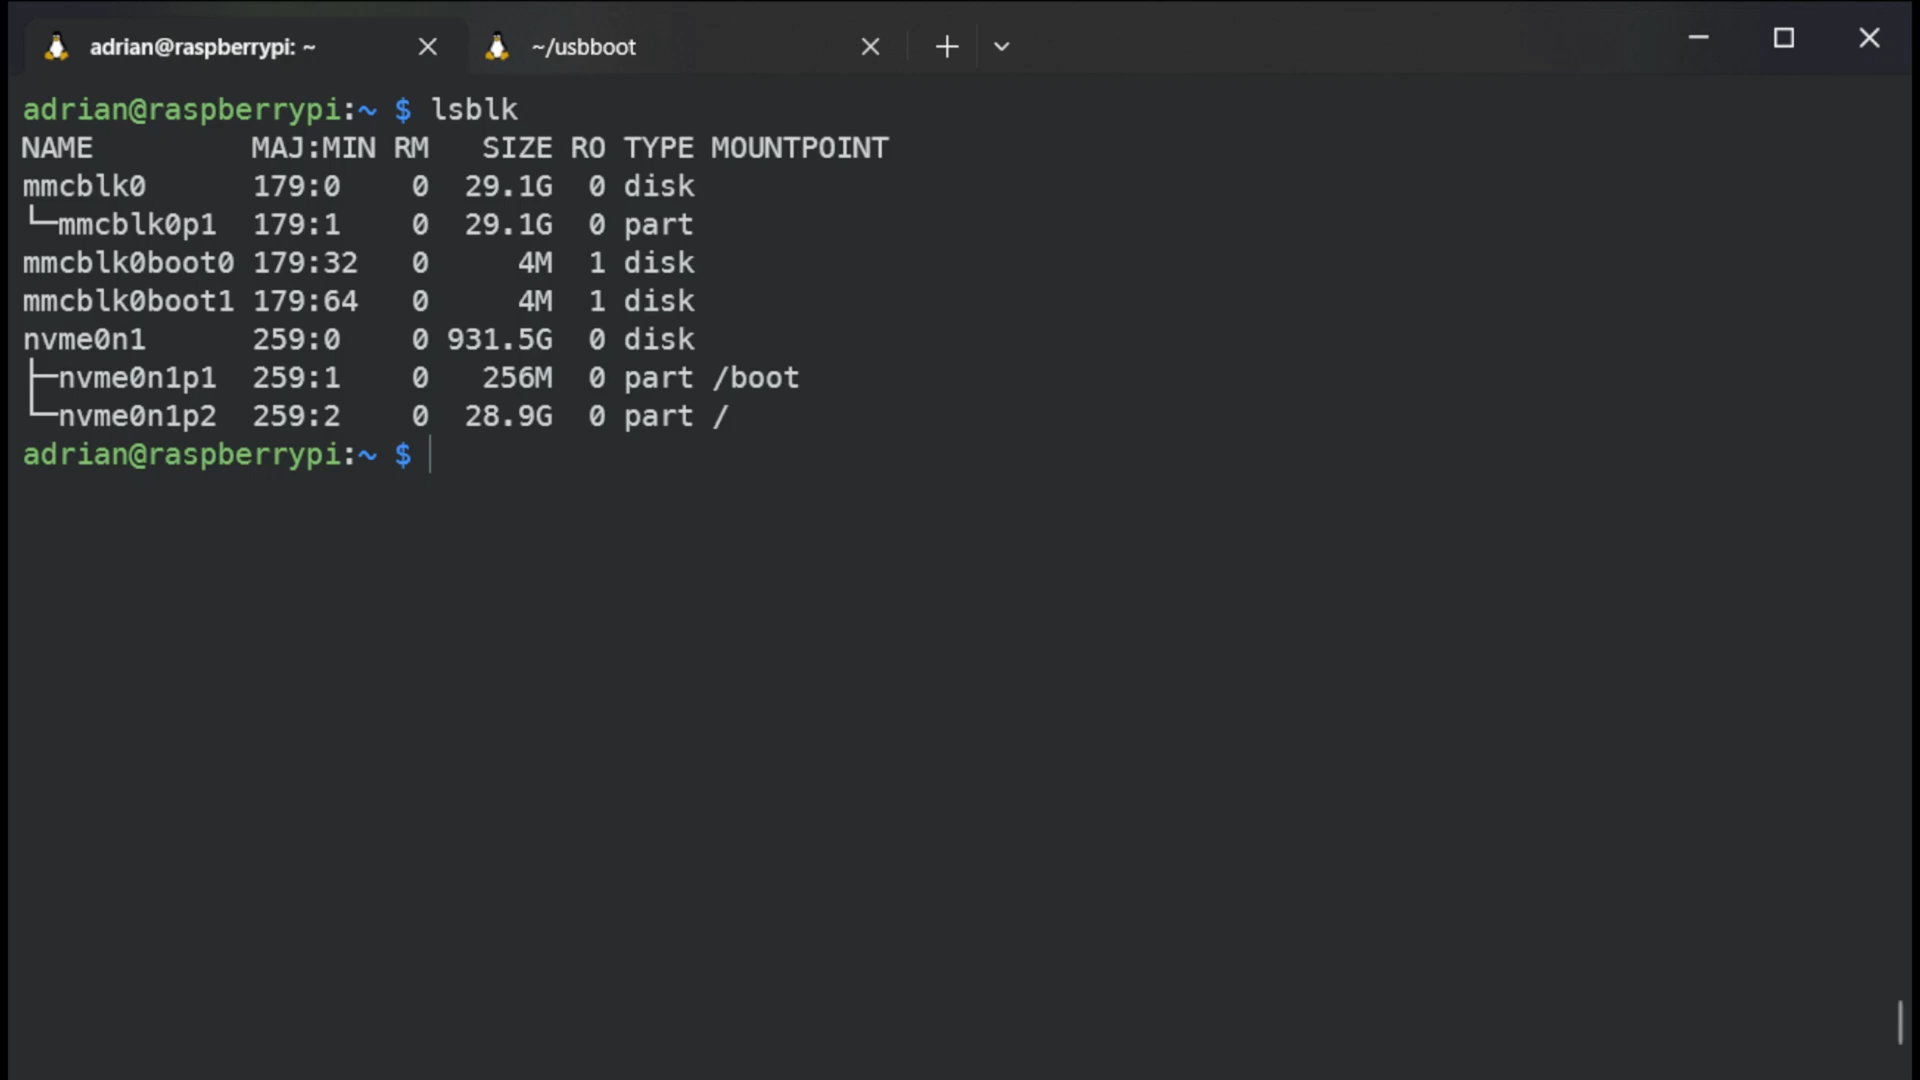 adrian@raspberrypi: ~ ~/usbboot
adrian@raspberrypi:~ $ lsblk
NAME         MAJ:MIN RM   SIZE RO TYPE MOUNTPOINT
mmcblk0      179:0    0  29.1G  0 disk
└─mmcblk0p1  179:1    0  29.1G  0 part
mmcblk0boot0 179:32   0     4M  1 disk
mmcblk0boot1 179:64   0     4M  1 disk
nvme0n1      259:0    0 931.5G  0 disk
├─nvme0n1p1  259:1    0   256M  0 part /boot
└─nvme0n1p2  259:2    0  28.9G  0 part /
adrian@raspberrypi:~ $